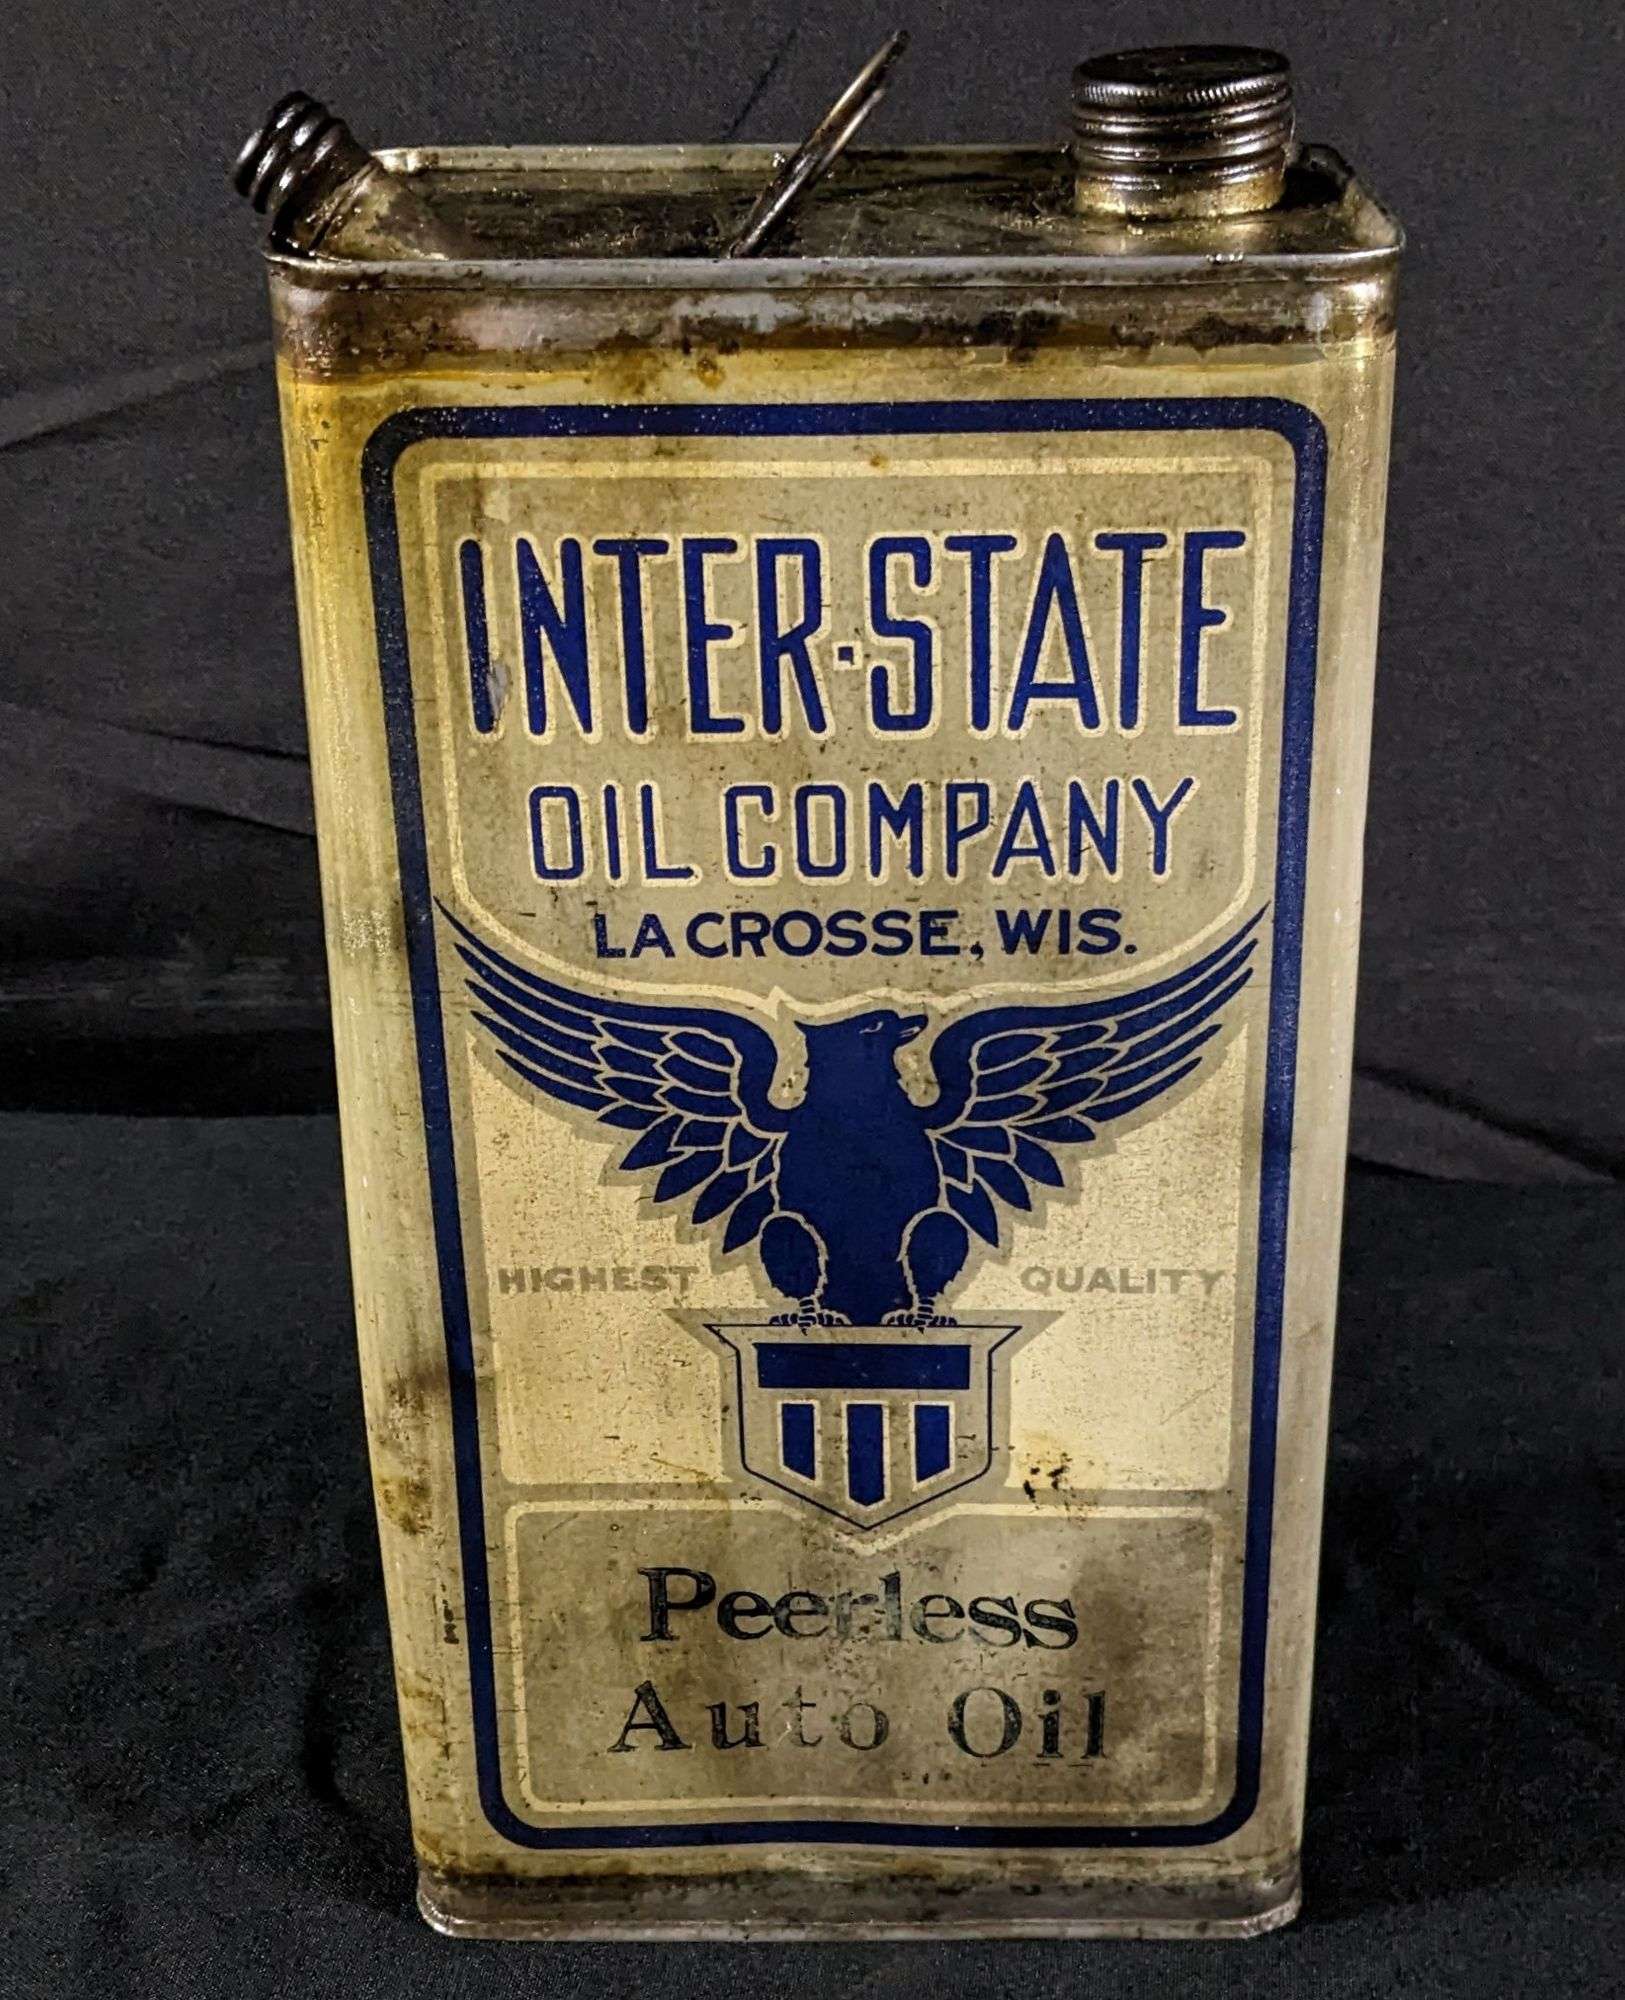 INTER-STATE
OIL COMPANY
LA CROSSE, WIS.
HIGHEST QUALITY
Peerless
Auto Oil